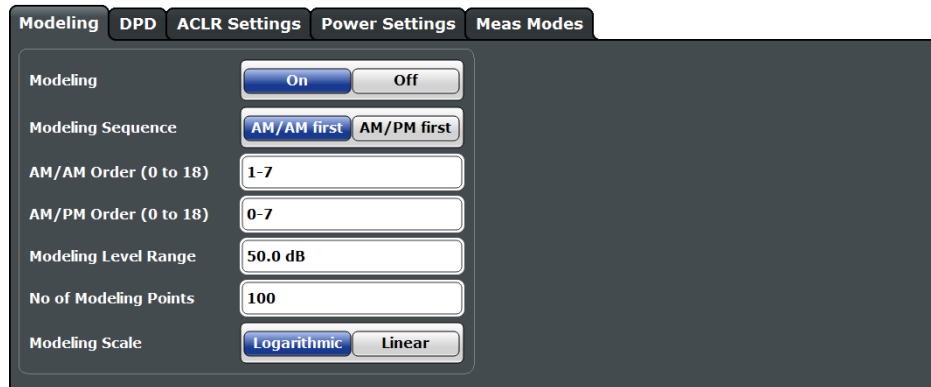 Modeling DPD ACLR Settings Power Settings Meas Modes
Modeling On Off
Modeling Sequence AM/AM first AM/PM first
AM/AM Order (0 to 18) 1-7
AM/PM Order (0 to 18) 0-7
Modeling Level Range 50.0 dB
No of Modeling Points 100
Modeling Scale Logarithmic Linear